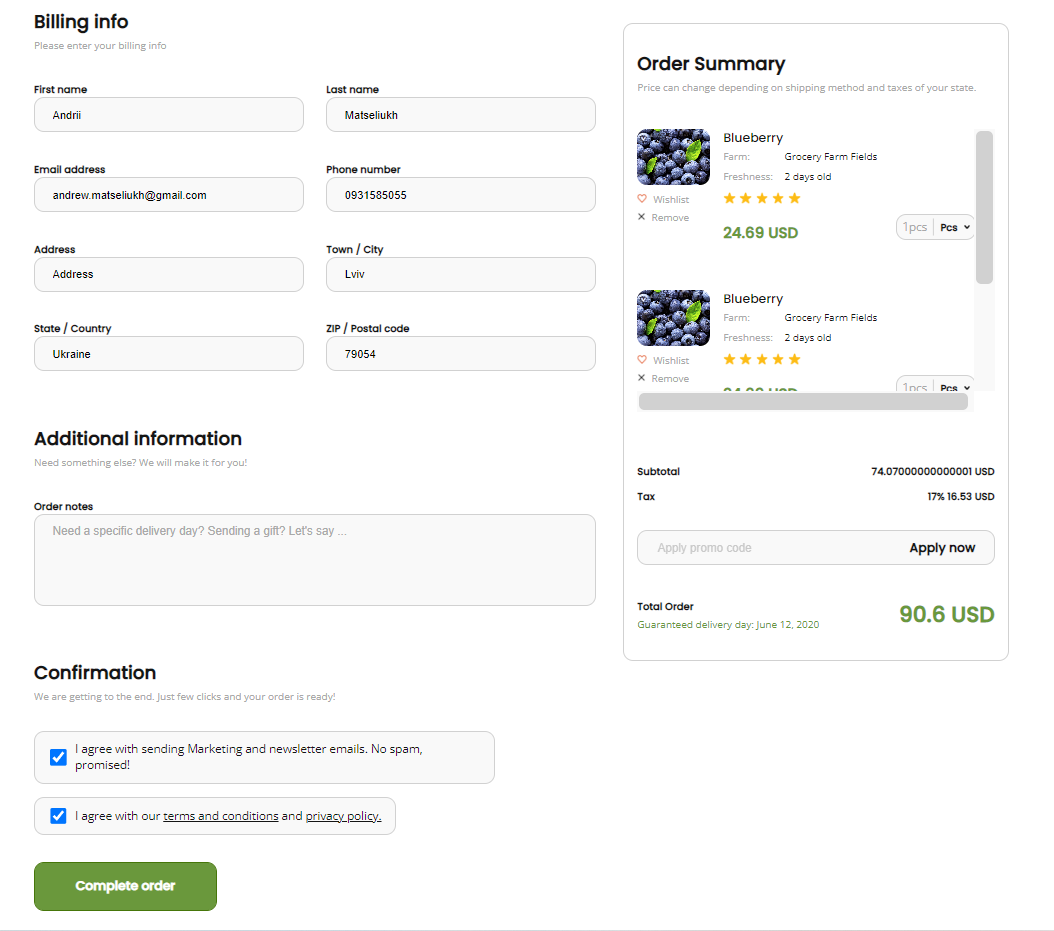 Billing info
Please enter your billing info
First name
Last name
Andrii
Matseliukh
Email address
Phone number
andrew.matseliukh@gmail.com
0931585055
Address
Town / City
Address
Lviv
State / Country
ZIP / Postal code
Ukraine
79054
Additional information
Need something else? We will make it for you!
Order notes
Need a specific delivery day? Sending a gift? Let's say ...
Confirmation
We are getting to the end. Just few clicks and your order is ready!
I agree with sending Marketing and newsletter emails. No spam,
promised!
I agree with our terms and conditions and privacy policy.
Complete order
Order Summary
Price can change depending on shipping method and taxes of your state.
Blueberry
Farm: Grocery Farm Fields
Freshness: 2 days old
Wishlist
Remove
24.69 USD
1pcs Pcs
Blueberry
Farm: Grocery Farm Fields
Freshness: 2 days old
Wishlist
Remove
24.69 USD
1pcs Pcs
Subtotal 74.07000000000001 USD
Tax 17% 16.53 USD
Apply promo code Apply now
Total Order
Guaranteed delivery day: June 12, 2020
90.6 USD